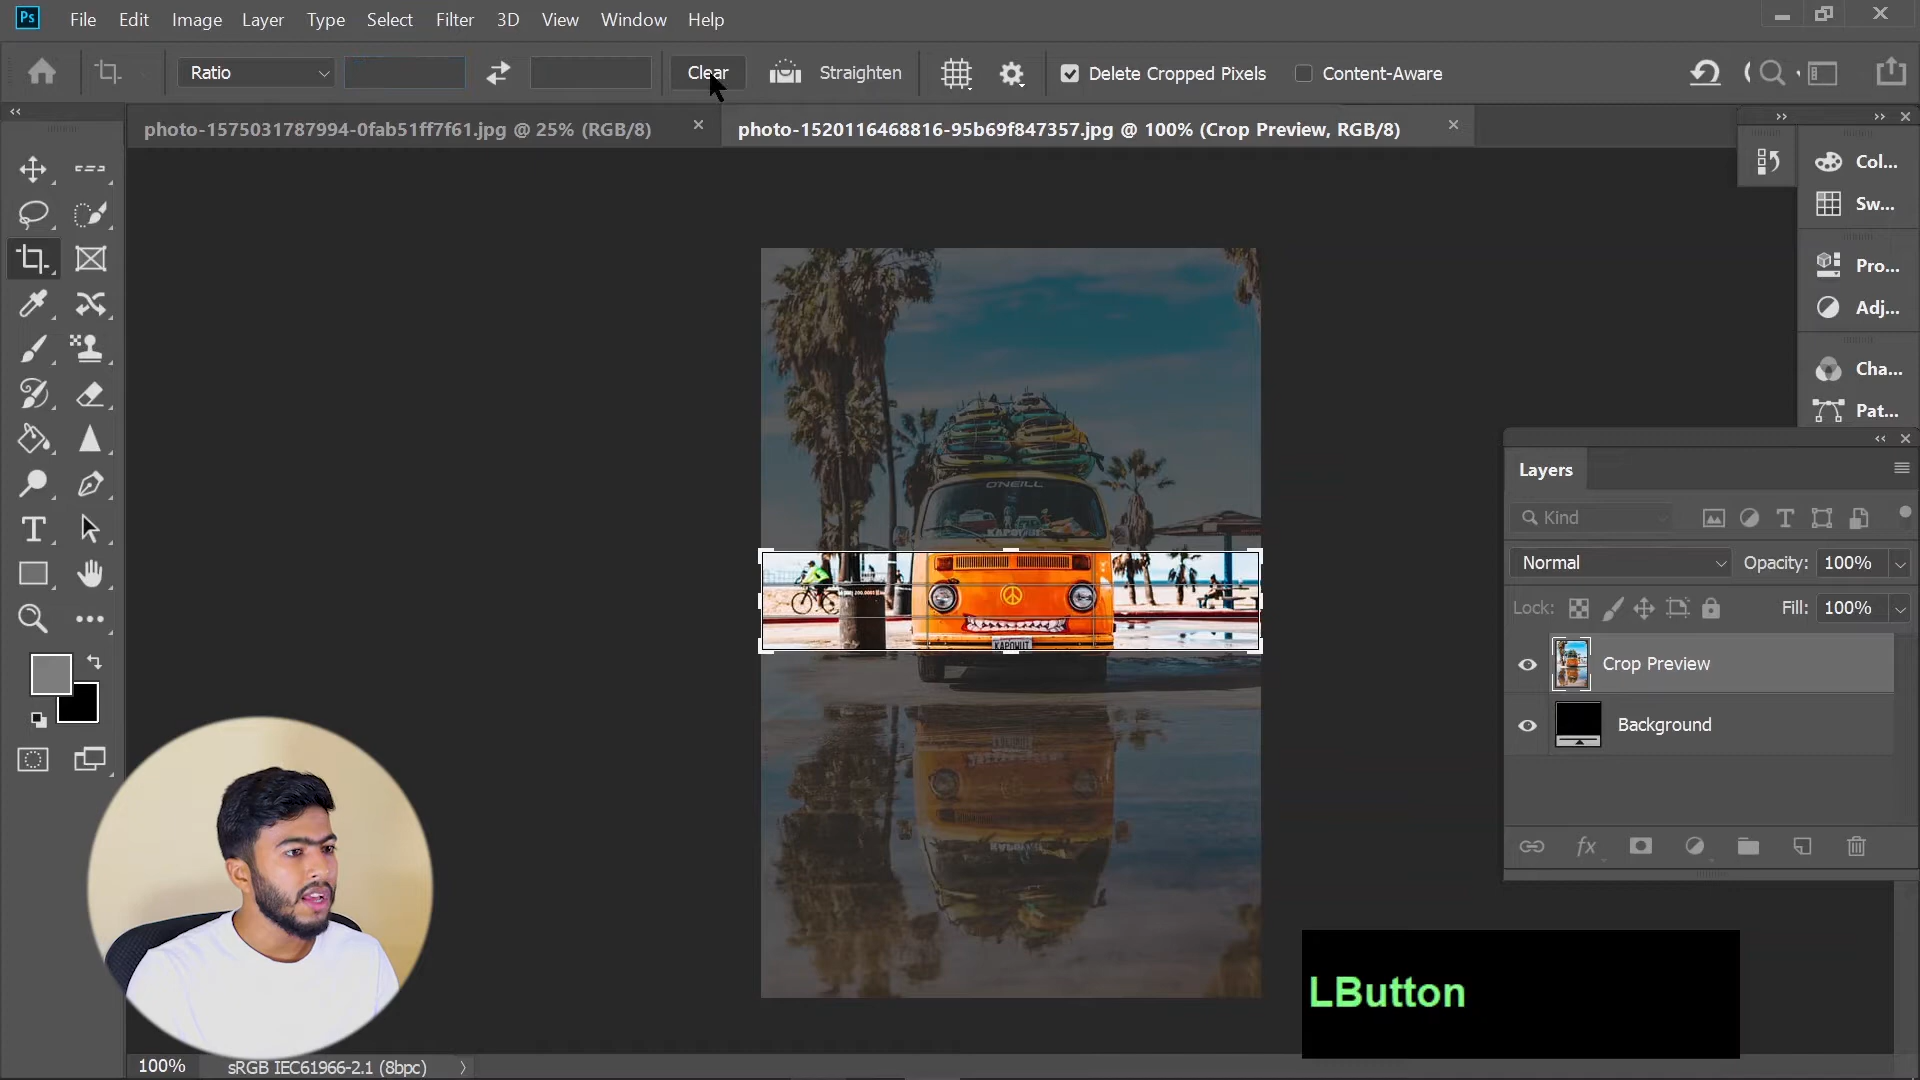 Ps File Edit Image Layer Type Select Filter 3D View Window Help
Ratio Clear Straighten Delete Cropped Pixels Content-Aware
photo-1575031787994-0fab51ff7f61.jpg @ 25% (RGB/8) photo-1520116468816-95b69f847357.jpg @ 100% (Crop Preview, RGB/8)
Col...
Sw...
Pro...
Adj...
Cha...
Pat...
Layers
Kind
Normal Opacity: 100%
Lock: Fill: 100%
Crop Preview
Background
O'NEILL
KAPOWUI
LButton
100% sRGB IEC61966-2.1 (8bpc)